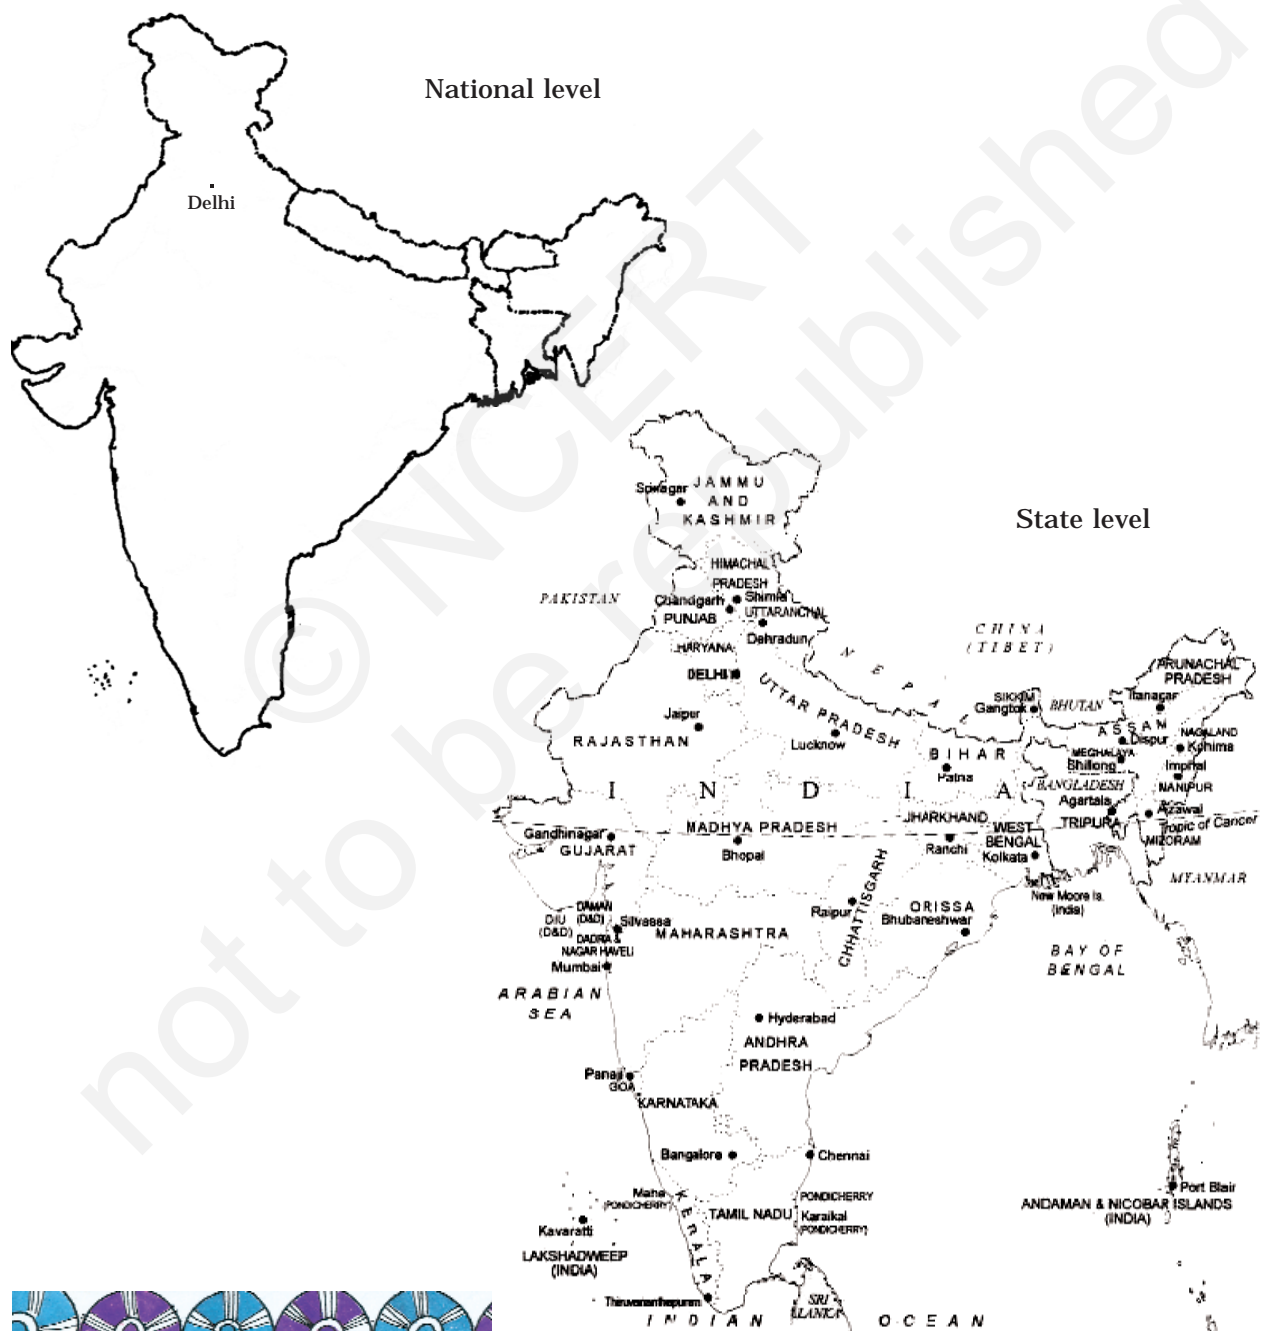 National level
Delhi
State level
Srinagar
JAMMU
AND
KASHMIR
HIMACHAL
PRADESH
PAKISTAN
Chandigarh
Shimla
PUNJAB
UTTARANCHAL
Dehradun
HARYANA
CHINA
(TIBET)
NEPAL
DELHI
UTTAR PRADESH
ARUNACHAL
PRADESH
SIKKIM
Gangtok
BHUTAN
Itanagar
Jaipur
RAJASTHAN
Lucknow
BIHAR
Patna
ASSAM
Dispur
NAGALAND
Kohima
MEGHALAYA
Shillong
Imphal
INDIA
BANGLADESH
NANIPUR
Agartala
TRIPURA
Azawal
Tropic of Cancer
MIZORAM
Gandhinagar
GUJARAT
MADHYA PRADESH
Bhopal
JHARKHAND
Ranchi
WEST
BENGAL
Kolkata
MYANMAR
New Moore Is.
(India)
DAMAN
(D&D)
DIU
(D&D)
Silvassa
DADRA &
NAGAR HAVELI
Mumbai
MAHARASHTRA
Raipur
CHHATTISGARH
ORISSA
Bhubaneshwar
BAY OF
BENGAL
ARABIAN
SEA
Hyderabad
ANDHRA
PRADESH
Panaji
GOA
KARNATAKA
Bangalore
Chennai
Mahe
(PONDICHERRY)
KERALA
PONDICHERRY
TAMIL NADU
Karaikal
(PONDICHERRY)
Port Blair
ANDAMAN & NICOBAR ISLANDS
(INDIA)
Kavaratti
LAKSHADWEEP
(INDIA)
Thiruvananthapuram
SRI
LANKA
INDIAN OCEAN
© NCERT
not to be republished